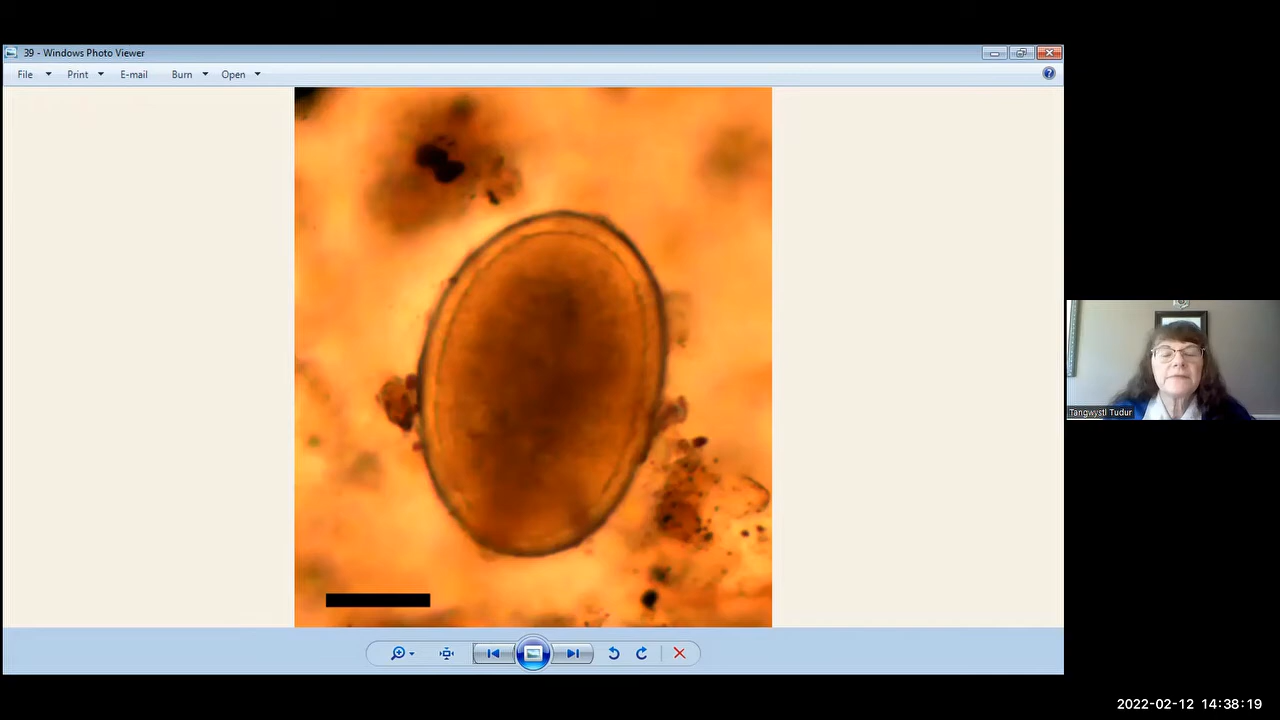 39 - Windows Photo Viewer
File Print E-mail Burn Open
Tangwystl Tudur
2022-02-12 14:38:19